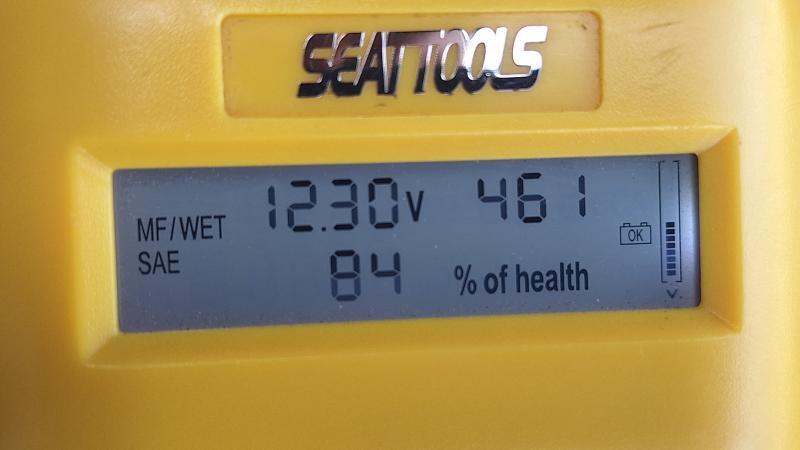 SEATTOOLS
MF/WET 12.30V 461
OK
SAE 84 % of health